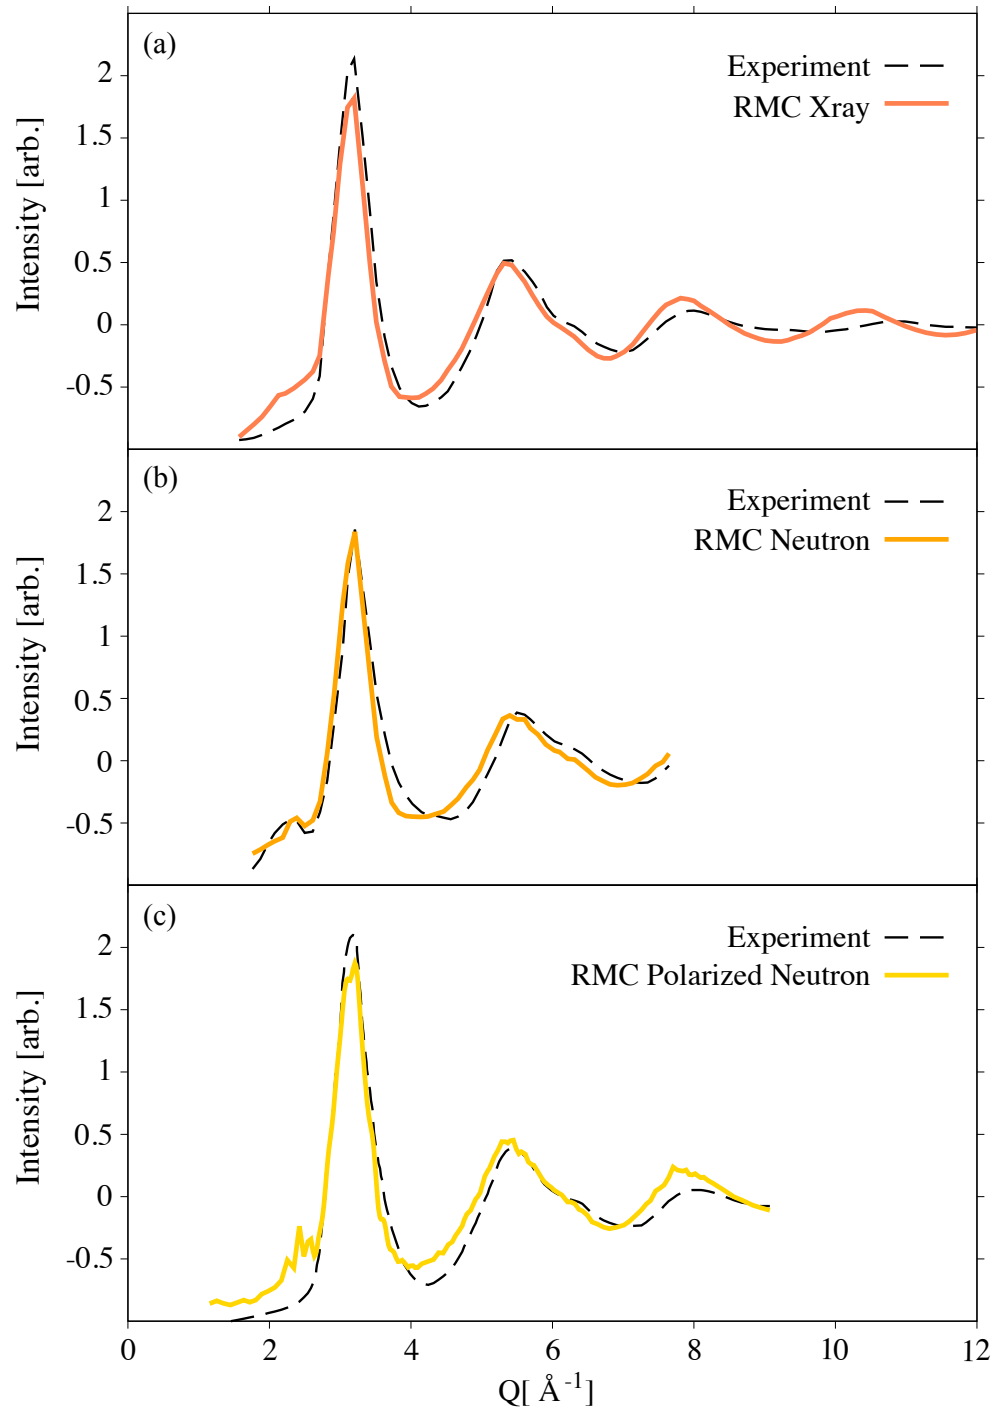 (a)
Experiment
RMC Xray
Intensity [arb.]
2
1.5
1
0.5
0
-0.5
(b)
Experiment
RMC Neutron
Intensity [arb.]
2
1.5
1
0.5
0
-0.5
(c)
Experiment
RMC Polarized Neutron
Intensity [arb.]
2
1.5
1
0.5
0
-0.5
0 2 4 6 8 10 12
Q[ Å⁻¹]